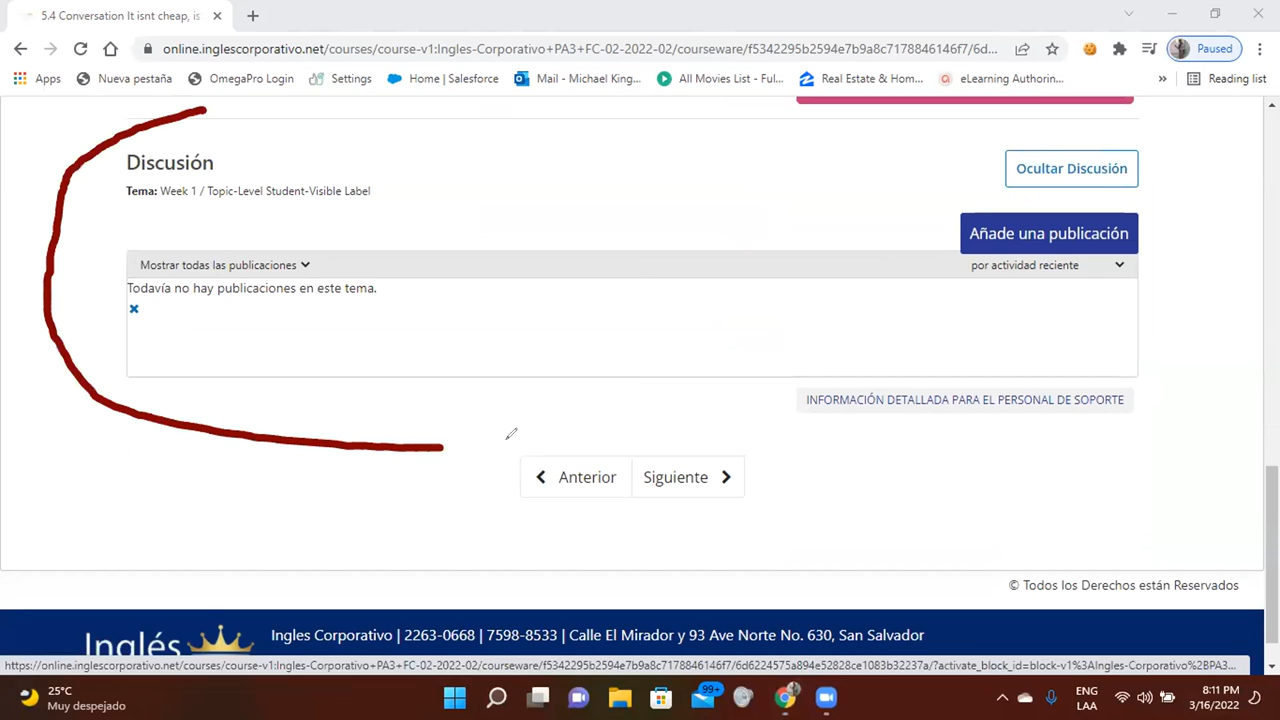 5.4 Conversation It isnt cheap, is
online.inglescorporativo.net/courses/course-v1:Ingles-Corporativo+PA3+FC-02-2022-02/courseware/f5342295b2594e7b9a8c7178846146f7/6d...
Paused
Apps
Nueva pestaña
OmegaPro Login
Settings
Home | Salesforce
Mail - Michael King...
All Movies List - Ful...
Real Estate & Hom...
eLearning Authorin...
»
Reading list
Discusión
Ocultar Discusión
Tema: Week 1 / Topic-Level Student-Visible Label
Añade una publicación
Mostrar todas las publicaciones
por actividad reciente
Todavía no hay publicaciones en este tema.
INFORMACIÓN DETALLADA PARA EL PERSONAL DE SOPORTE
Anterior
Siguiente
© Todos los Derechos están Reservados
Inglés
Ingles Corporativo | 2263-0668 | 7598-8533 | Calle El Mirador y 93 Ave Norte No. 630, San Salvador
https://online.inglescorporativo.net/courses/course-v1:Ingles-Corporativo+PA3+FC-02-2022-02/courseware/f5342295b2594e7b9a8c7178846146f7/6d6224575a894e52828ce1083b32237a/?activate_block_id=block-v1%3AIngles-Corporativo%2BPA3...
25°C
Muy despejado
99+
ENG
LAA
8:11 PM
3/16/2022